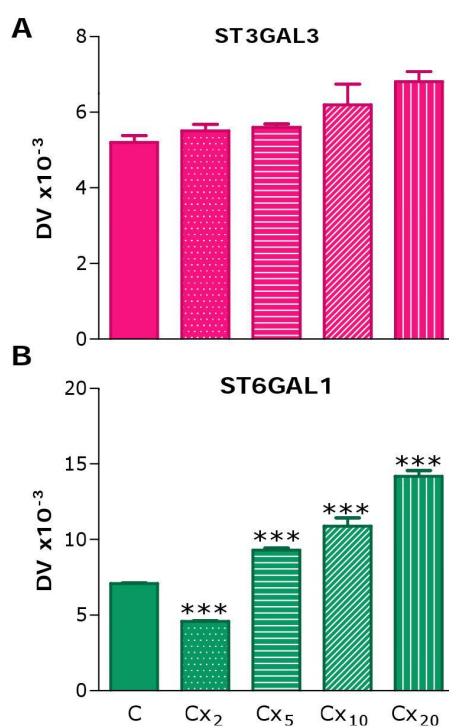 A
ST3GAL3
8
6
4
2
0
DV x10⁻³
B
ST6GAL1
20
15
10
5
0
DV x10⁻³
***
***
***
***
C Cx₂ Cx₅ Cx₁₀ Cx₂₀